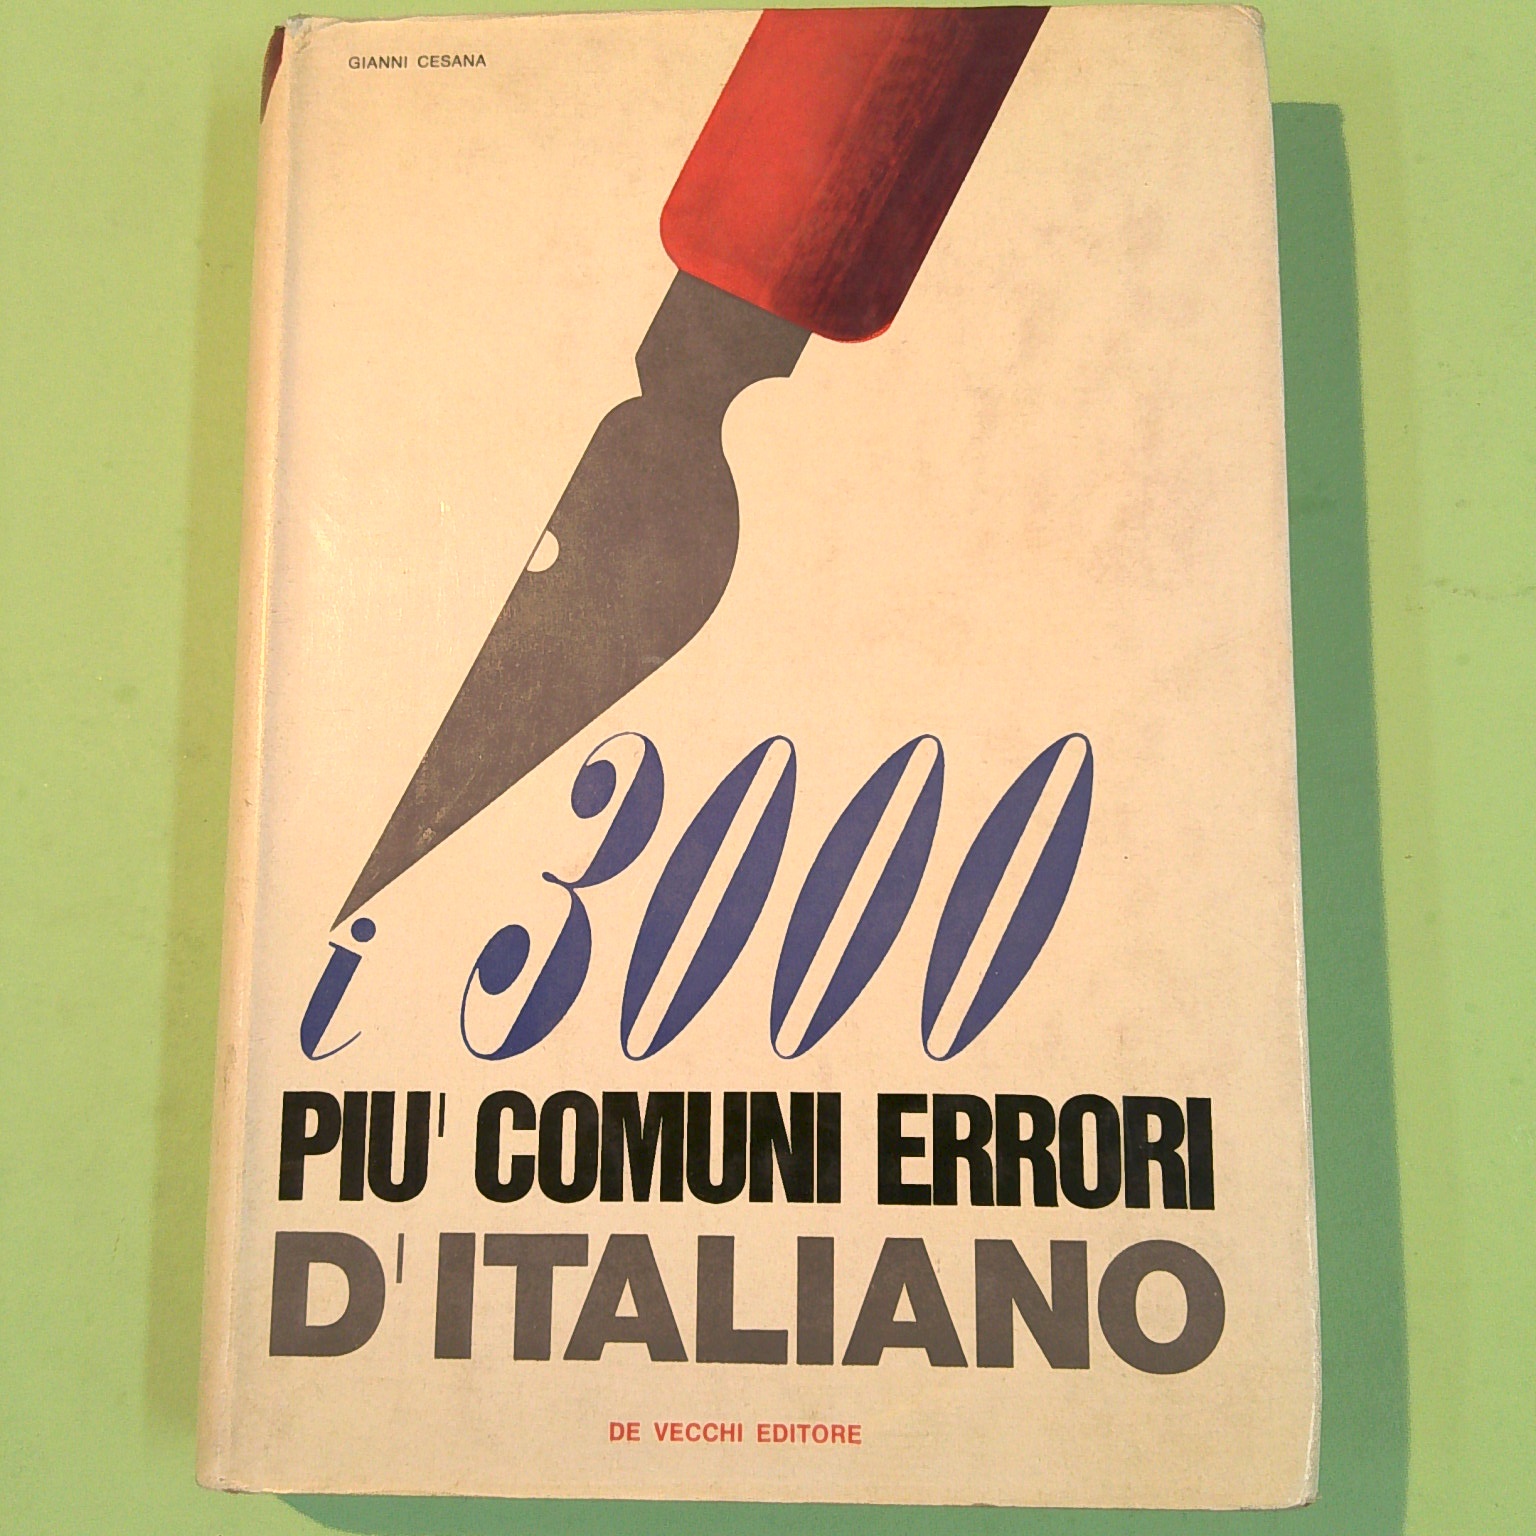 GIANNI CESANA
i 3000
PIU' COMUNI ERRORI
D'ITALIANO
DE VECCHI EDITORE